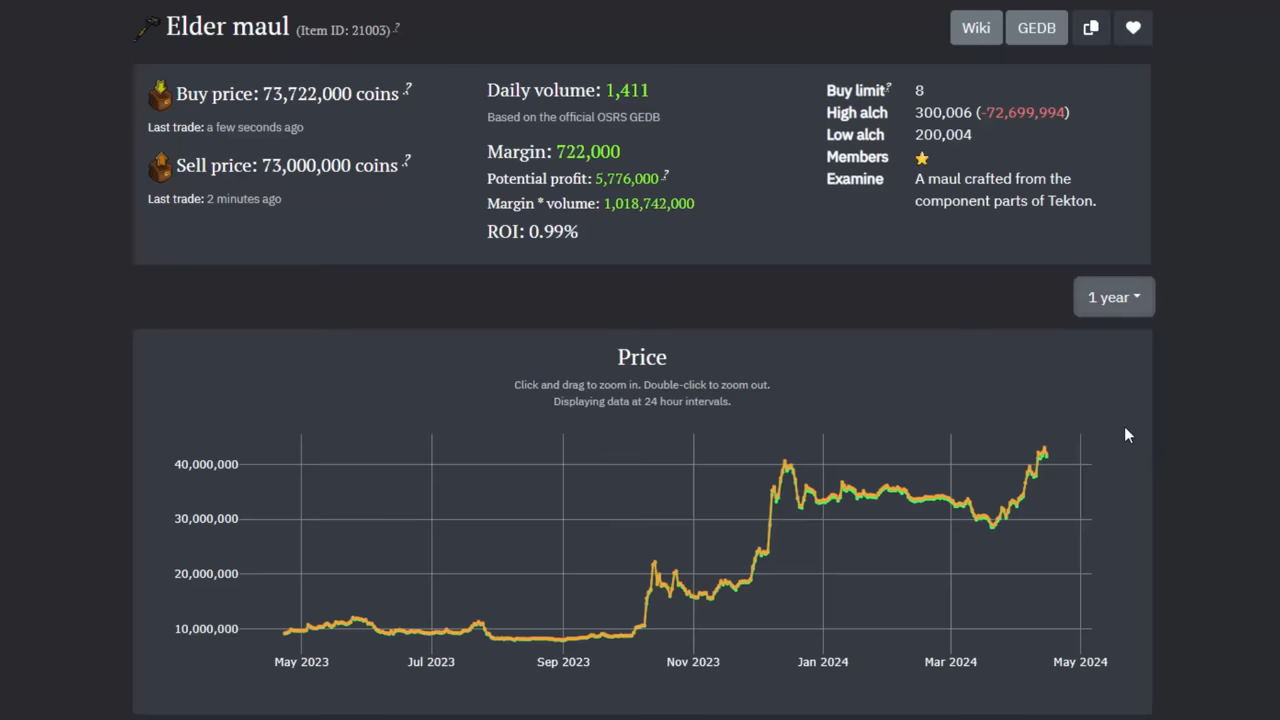 Elder maul (Item ID: 21003) ?
Wiki
GEDB
Buy price: 73,722,000 coins ?
Last trade: a few seconds ago
Sell price: 73,000,000 coins ?
Last trade: 2 minutes ago
Daily volume: 1,411
Based on the official OSRS GEDB
Margin: 722,000
Potential profit: 5,776,000 ?
Margin * volume: 1,018,742,000
ROI: 0.99%
Buy limit ? 8
High alch 300,006 (-72,699,994)
Low alch 200,004
Members
Examine A maul crafted from the
component parts of Tekton.
1 year
Price
Click and drag to zoom in. Double-click to zoom out.
Displaying data at 24 hour intervals.
40,000,000
30,000,000
20,000,000
10,000,000
May 2023 Jul 2023 Sep 2023 Nov 2023 Jan 2024 Mar 2024 May 2024